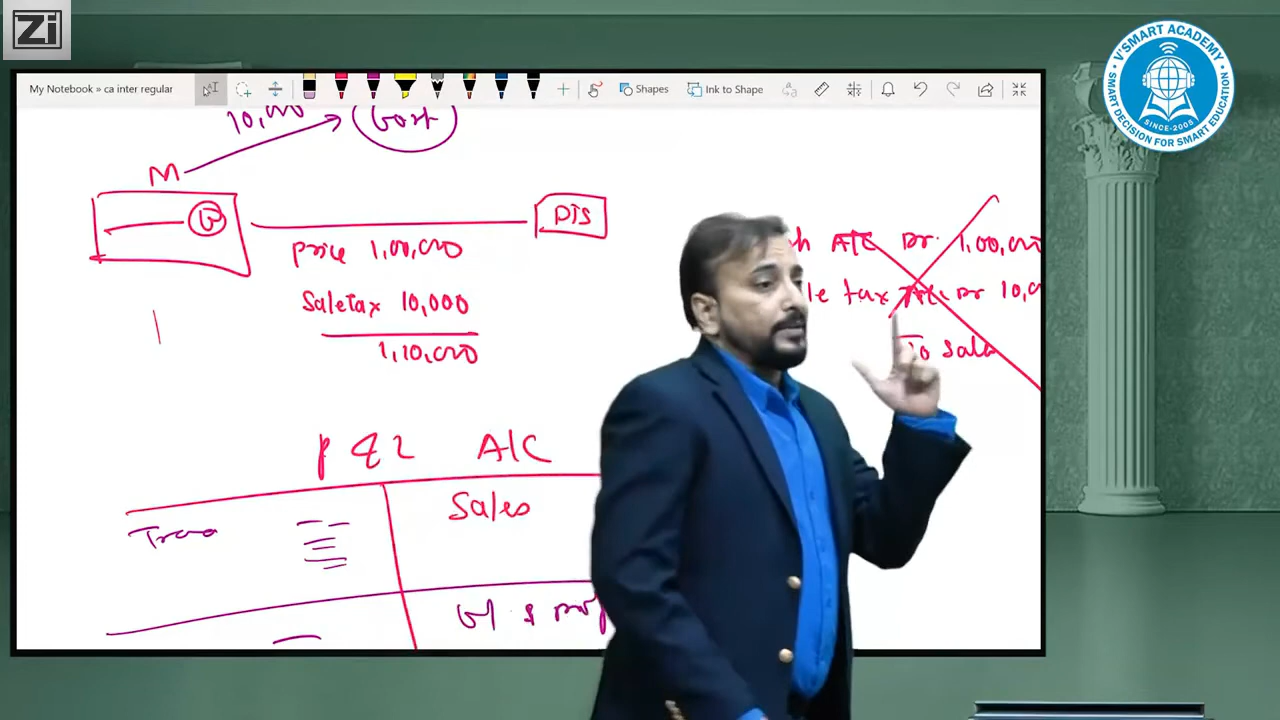 Zi
V'SMART ACADEMY
SINCE-2008
SMART DECISION FOR SMART EDUCATION
My Notebook » ca inter regular
Shapes
Ink to Shape
10,000
Govt
M
DIS
Price 1,00,000
Saletax 10,000
1,10,000
A/C Dr. 1,00,000
le tax A/c Dr 10,0
To Sale
P & L A/C
Sales